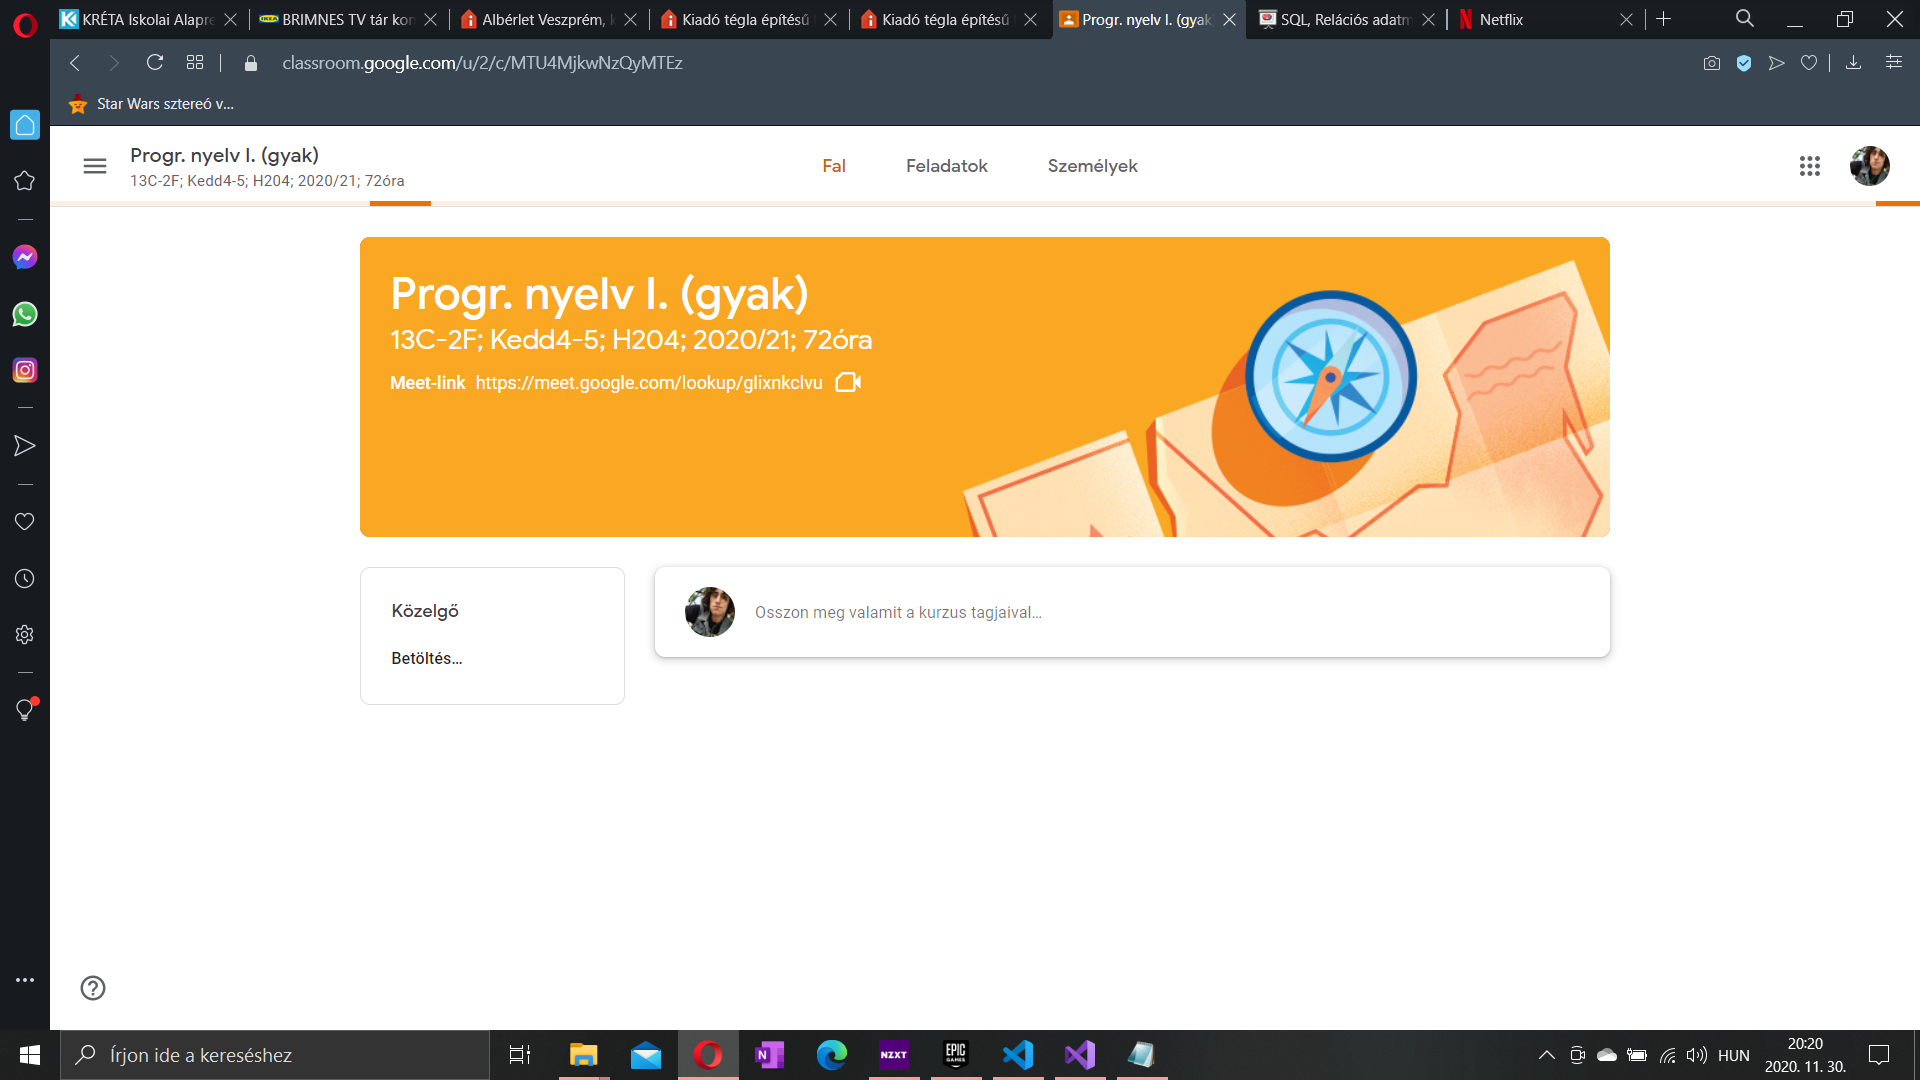 KRÉTA Iskolai Alapre
BRIMNES TV tár kor
Albérlet Veszprém, k
Kiadó tégla építésű
Kiadó tégla építésű
Progr. nyelv I. (gyak
SQL, Relációs adatm
Netflix
classroom.google.com/u/2/c/MTU4MjkwNzQyMTEz
Star Wars sztereó v...
Progr. nyelv I. (gyak)
13C-2F; Kedd4-5; H204; 2020/21; 72óra
Fal
Feladatok
Személyek
Progr. nyelv I. (gyak)
13C-2F; Kedd4-5; H204; 2020/21; 72óra
Meet-link https://meet.google.com/lookup/glixnkclvu
Közelgő
Betöltés...
Osszon meg valamit a kurzus tagjaival...
Írjon ide a kereséshez
N
NZXT
EPIC
GAMES
HUN
20:20
2020. 11. 30.